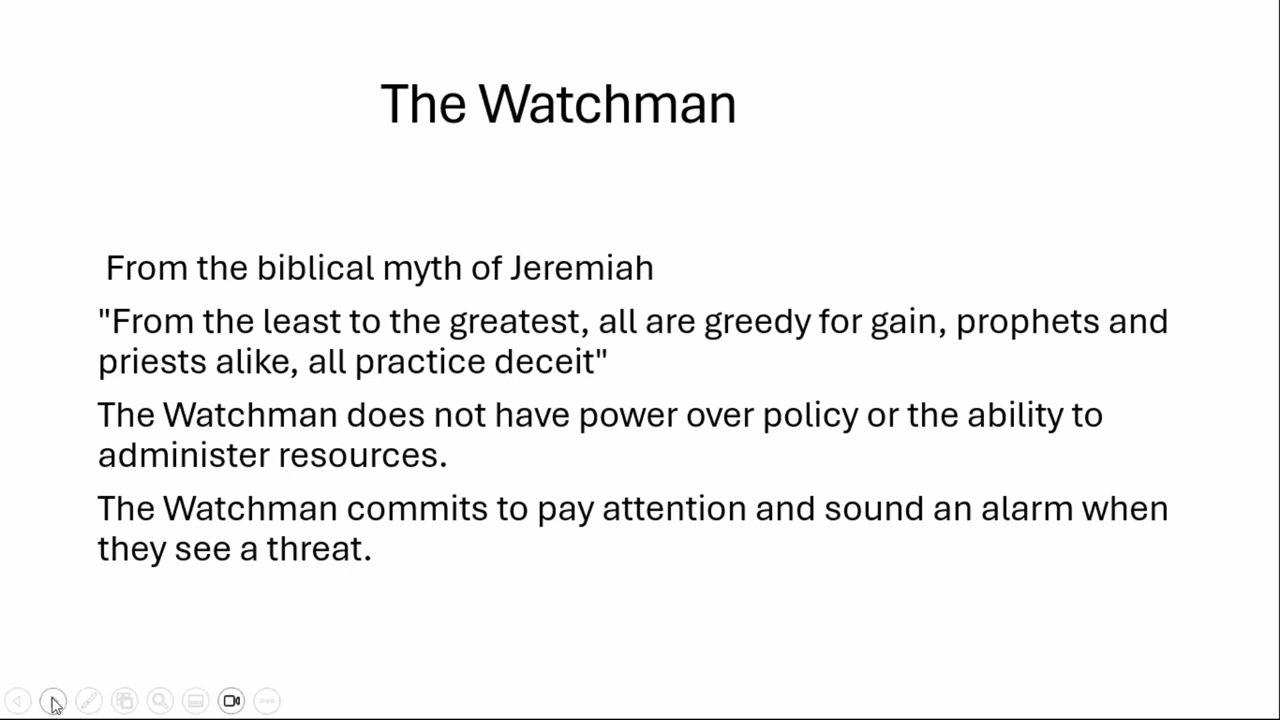 The Watchman
From the biblical myth of Jeremiah
"From the least to the greatest, all are greedy for gain, prophets and
priests alike, all practice deceit"
The Watchman does not have power over policy or the ability to
administer resources.
The Watchman commits to pay attention and sound an alarm when
they see a threat.